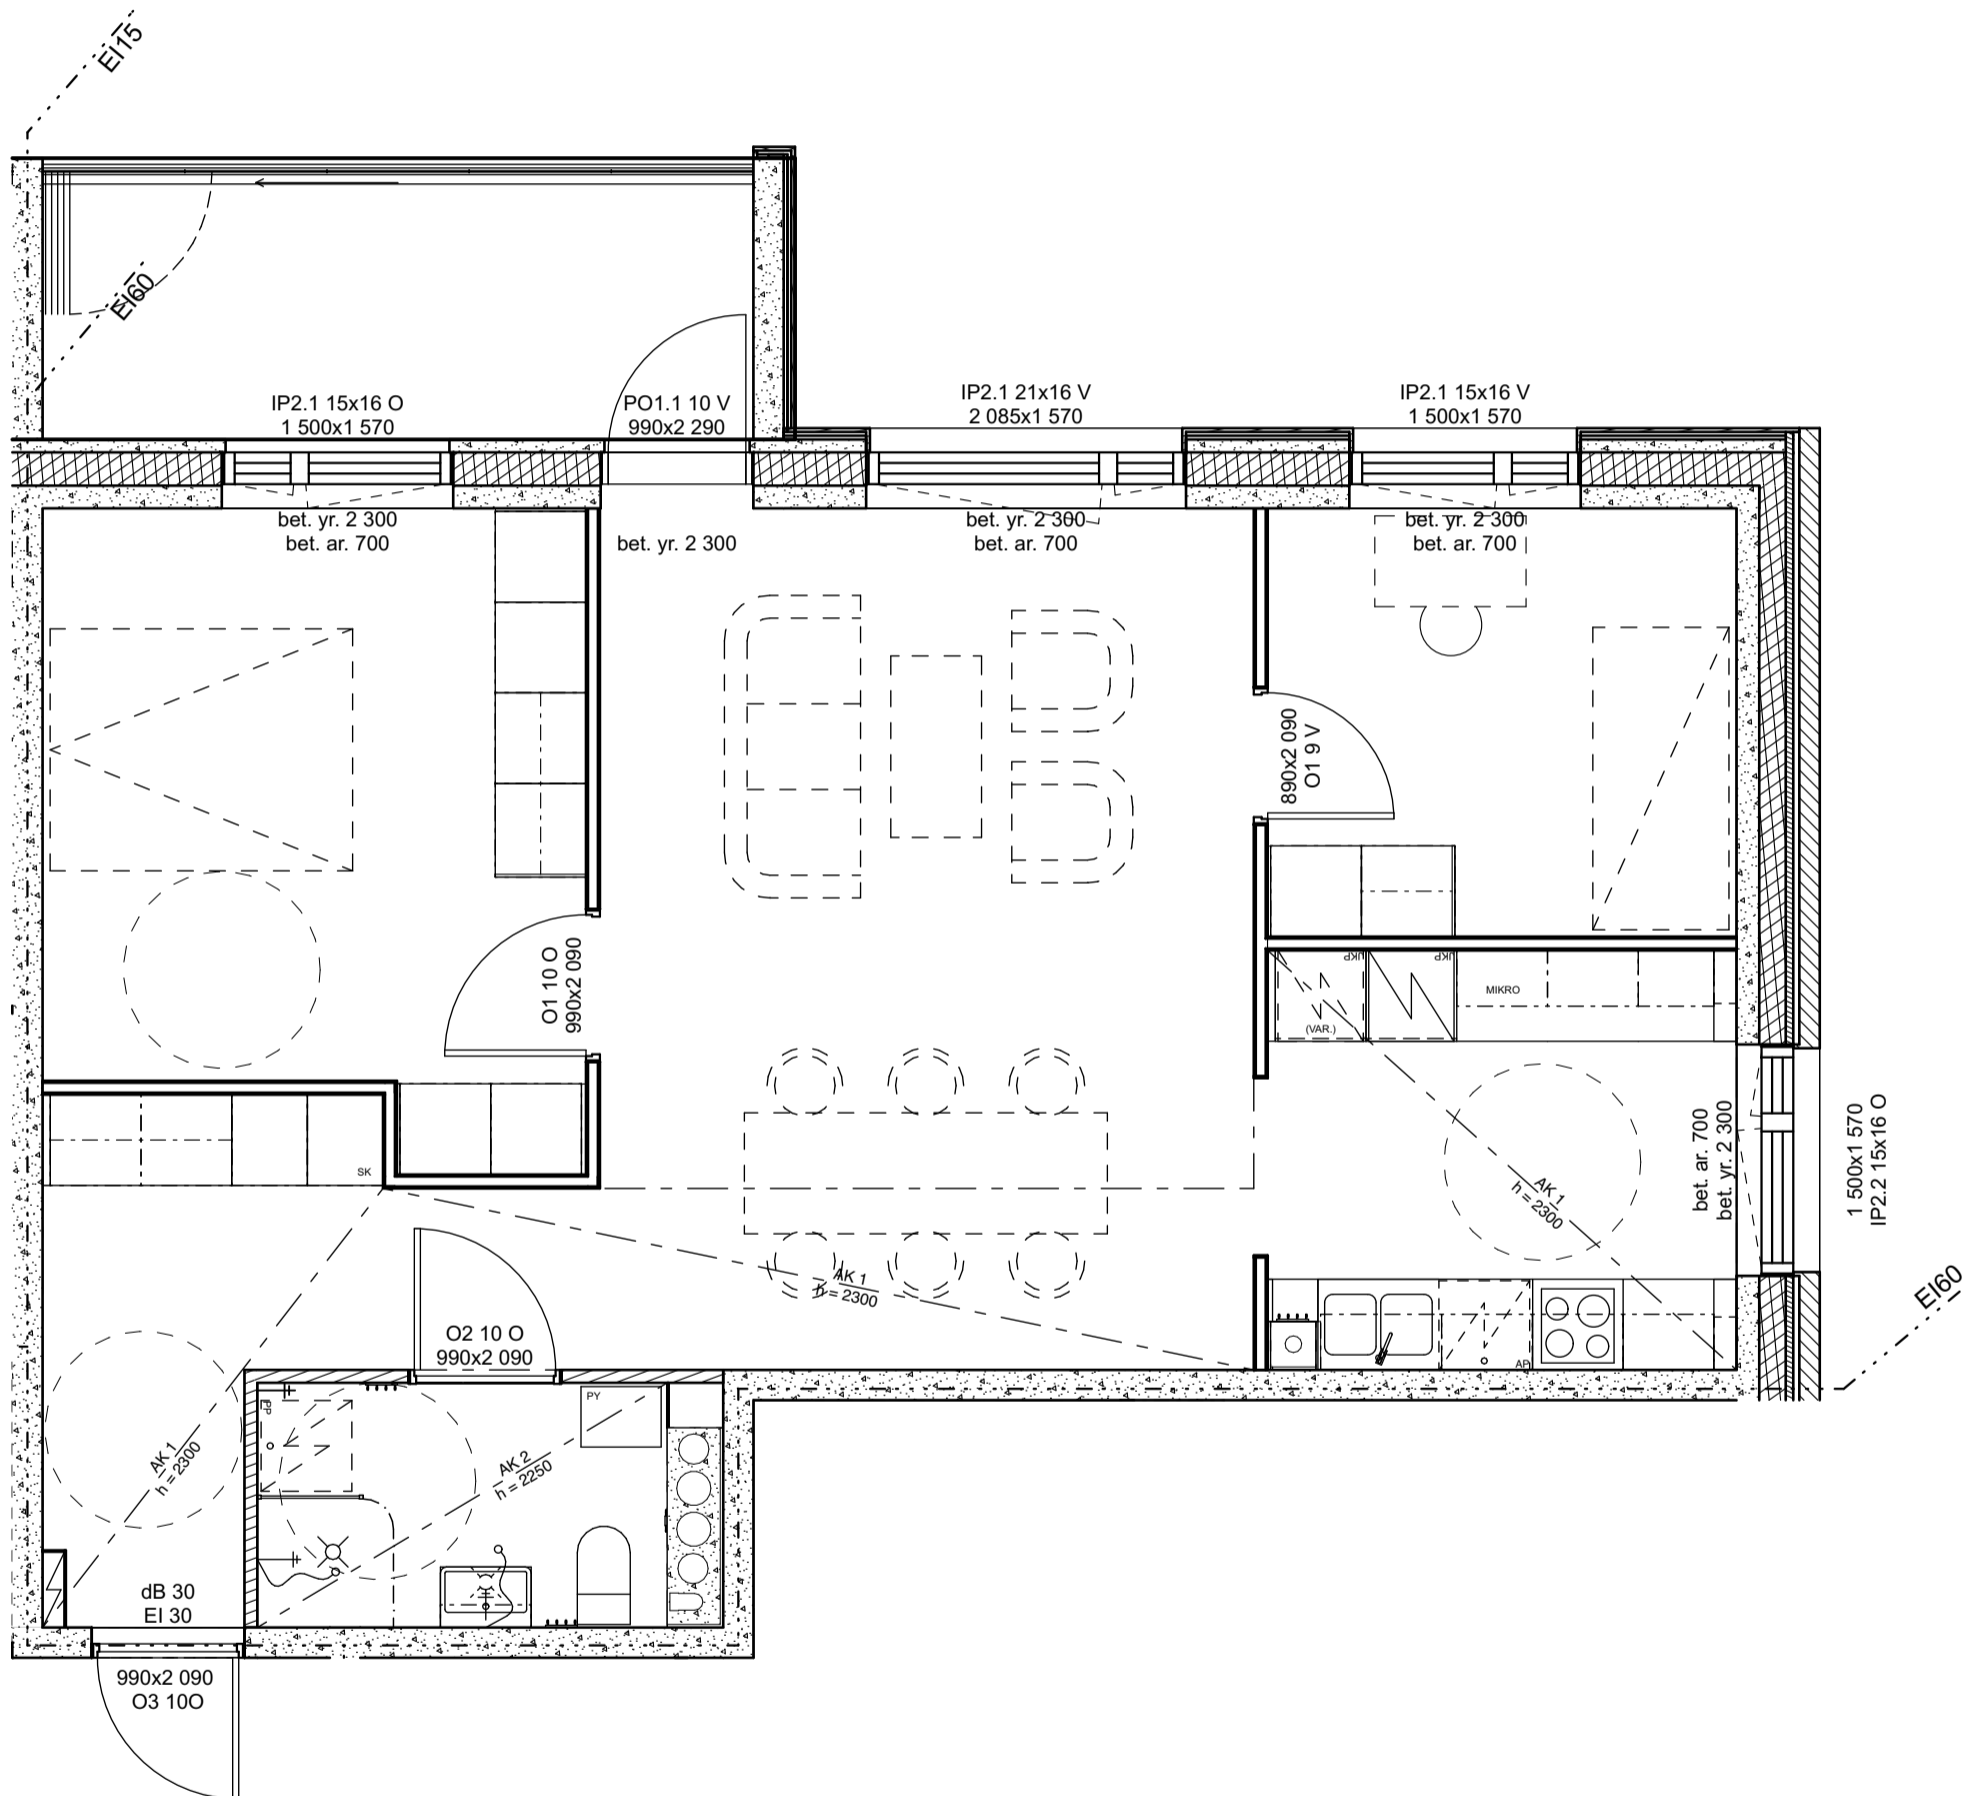 EI15
EI60
IP2.1 15x16 O
1 500x1 570
PO1.1 10 V
990x2 290
IP2.1 21x16 V
2 085x1 570
IP2.1 15x16 V
1 500x1 570
bet. yr. 2 300
bet. ar. 700
bet. yr. 2 300
bet. yr. 2 300
bet. ar. 700
bet. yr. 2 300
bet. ar. 700
890x2 090
O1 9 V
O1 10 O
990x2 090
JKP
JKP
MIKRO
(VAR.)
SK
AK 1
h = 2300
bet. ar. 700
bet. yr. 2 300
1 500x1 570
IP2.2 15x16 O
EI60
AK 1
h = 2300
O2 10 O
990x2 090
AP
PP
PY
AK 1
h = 2300
AK 2
h = 2250
dB 30
EI 30
990x2 090
O3 10O